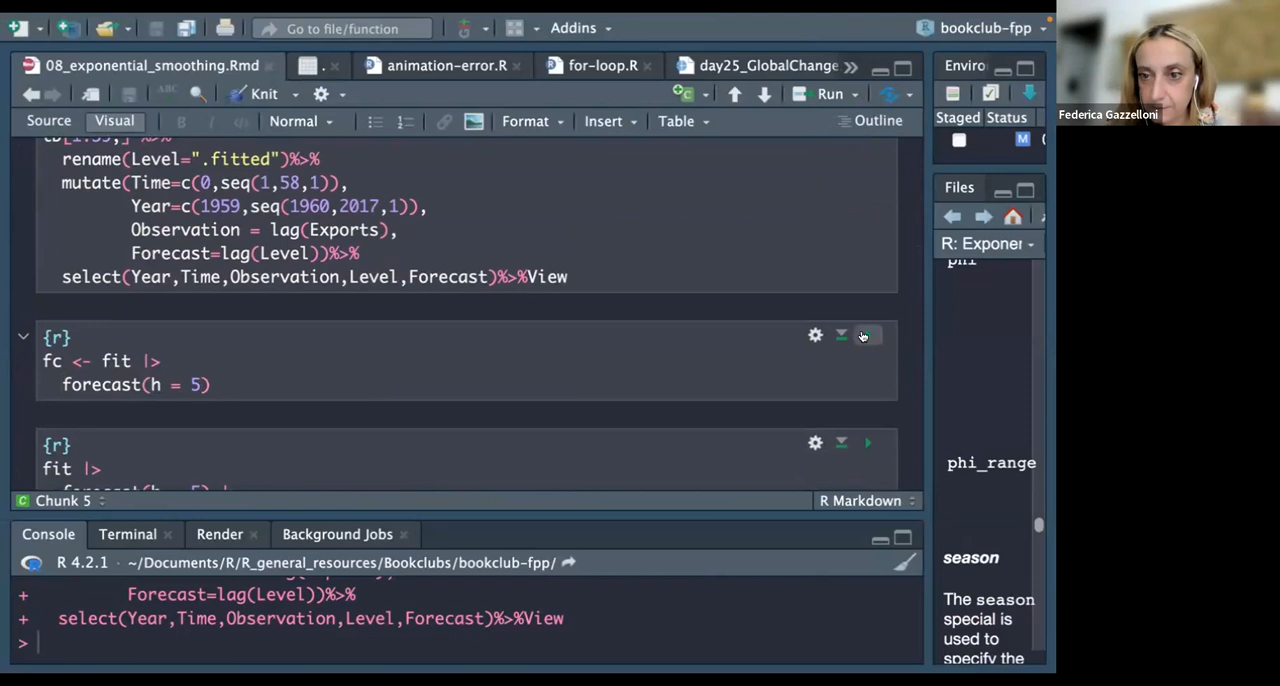 Go to file/function
Addins
bookclub-fpp
08_exponential_smoothing.Rmd
animation-error.R
for-loop.R
day25_GlobalChange
Enviro
ABC
Knit
Run
Staged
Status
Source
Visual
B
I
Normal
Format
Insert
Table
Outline
M
rename(Level=".fitted")%>%
mutate(Time=c(0,seq(1,58,1)),
Year=c(1959,seq(1960,2017,1)),
Observation = lag(Exports),
Forecast=lag(Level))%>%
select(Year,Time,Observation,Level,Forecast)%>%View
{r}
fc <- fit |>
forecast(h = 5)
{r}
fit |>
Chunk 5
R Markdown
Console
Terminal
Render
Background Jobs
R 4.2.1 · ~/Documents/R/R_general_resources/Bookclubs/bookclub-fpp/
+ Forecast=lag(Level))%>%
+ select(Year,Time,Observation,Level,Forecast)%>%View
>
Files
R: Exponer
phi
phi_range
season
The season
special is
used to
specify the
Federica Gazzelloni